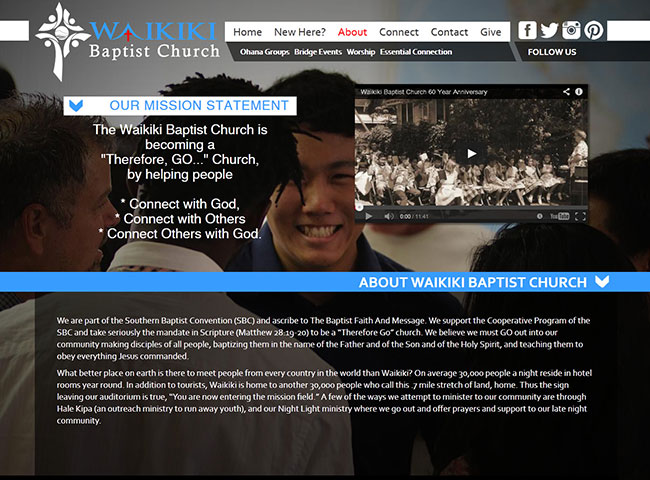 WAIKIKI
Baptist Church
Home New Here? About Connect Contact Give
Ohana Groups Bridge Events Worship Essential Connection
FOLLOW US
OUR MISSION STATEMENT
The Waikiki Baptist Church is
becoming a
"Therefore, GO..." Church,
by helping people
* Connect with God,
* Connect with Others
* Connect Others with God.
Waikiki Baptist Church 60 Year Anniversary
0:00 / 11:41
YouTube
ABOUT WAIKIKI BAPTIST CHURCH
We are part of the Southern Baptist Convention (SBC) and ascribe to The Baptist Faith And Message. We support the Cooperative Program of the
SBC and take seriously the mandate in Scripture (Matthew 28:19-20) to be a "Therefore Go" church. We believe we must GO out into our
community making disciples of all people, baptizing them in the name of the Father and of the Son and of the Holy Spirit, and teaching them to
obey everything Jesus commanded.
What better place on earth is there to meet people from every country in the world than Waikiki? On average 30,000 people a night reside in hotel
rooms year round. In addition to tourists, Waikiki is home to another 30,000 people who call this .7 mile stretch of land, home. Thus the sign
leaving our auditorium is true, "You are now entering the mission field." A few of the ways we attempt to minister to our community are through
Hale Kipa (an outreach ministry to run away youth), and our Night Light ministry where we go out and offer prayers and support to our late night
community.